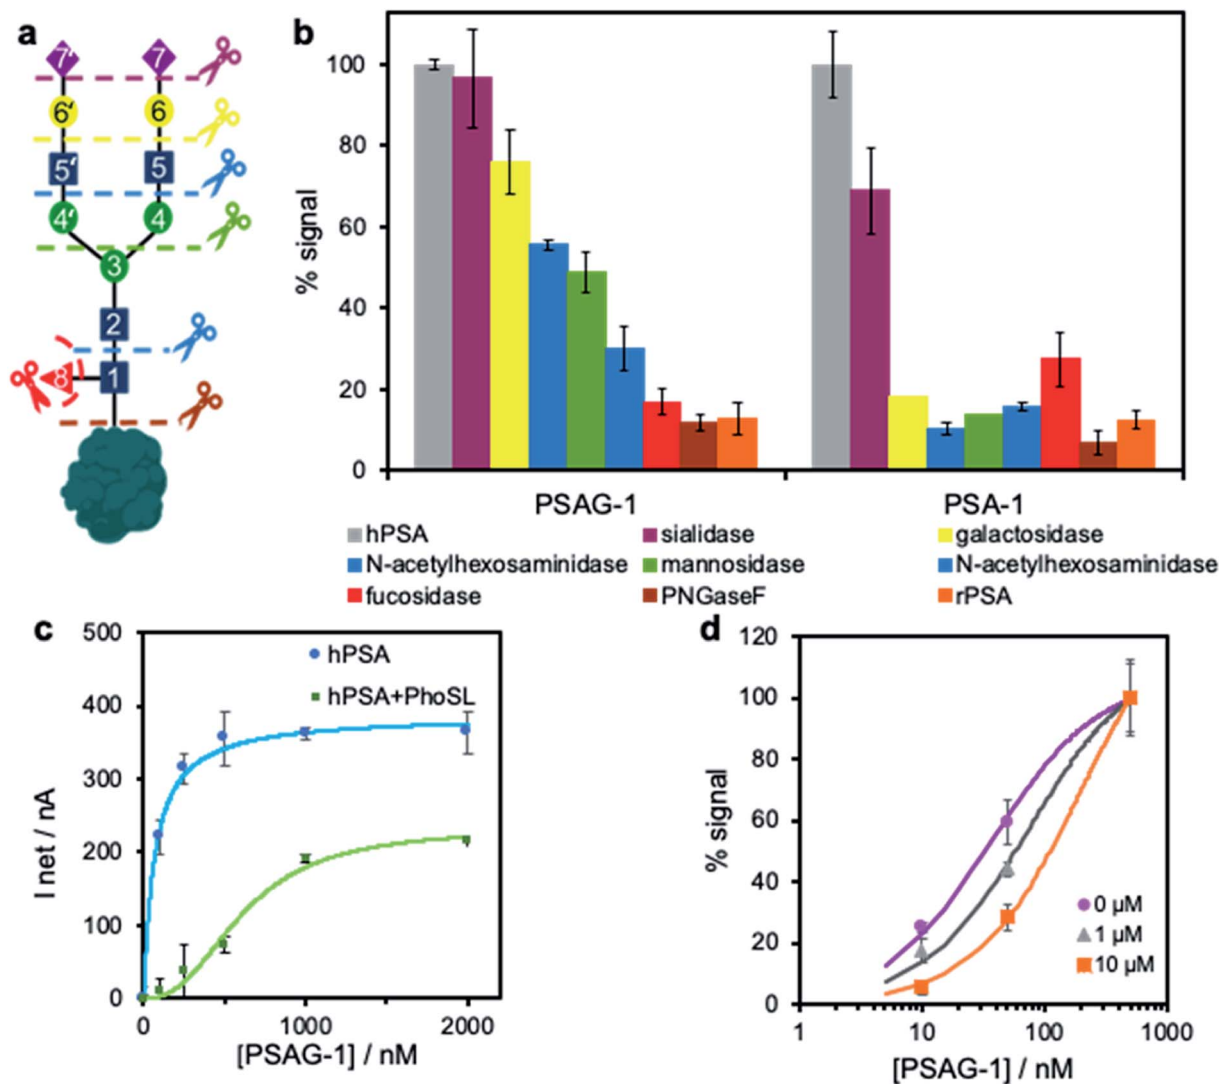 a
7' 7
6' 6
5' 5
4' 4
3
2
8 1
b
% signal
100
80
60
40
20
0
PSAG-1 PSA-1
hPSA sialidase galactosidase
N-acetylhexosaminidase mannosidase N-acetylhexosaminidase
fucosidase PNGaseF rPSA
c
I net / nA
500
400
300
200
100
0
hPSA
hPSA+PhoSL
0 1000 2000
[PSAG-1] / nM
d
% signal
120
100
80
60
40
20
0
0 µM
1 µM
10 µM
1 10 100 1000
[PSAG-1] / nM